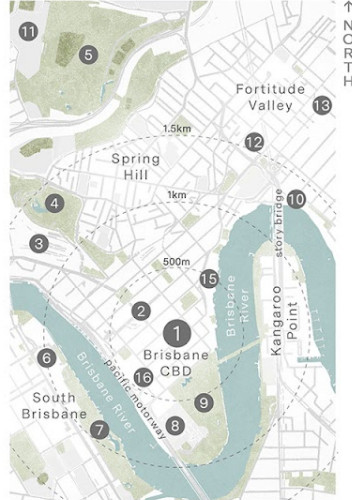 ↑
NORTH
11
5
Fortitude
Valley
13
1.5km
12
Spring
Hill
1km
4
10
story bridge
3
500m
15
Brisbane
River
Kangaroo
Point
2
1
Brisbane
CBD
6
Brisbane River
pacific motorway
16
South
Brisbane
9
7
8